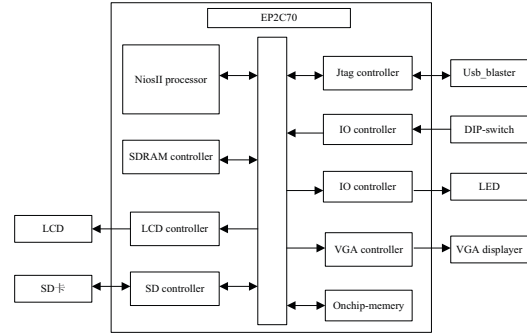 EP2C70
NiosII processor
Jtag controller
Usb_blaster
IO controller
DIP-switch
SDRAM controller
IO controller
LED
LCD
LCD controller
VGA controller
VGA displayer
SD卡
SD controller
Onchip-memery